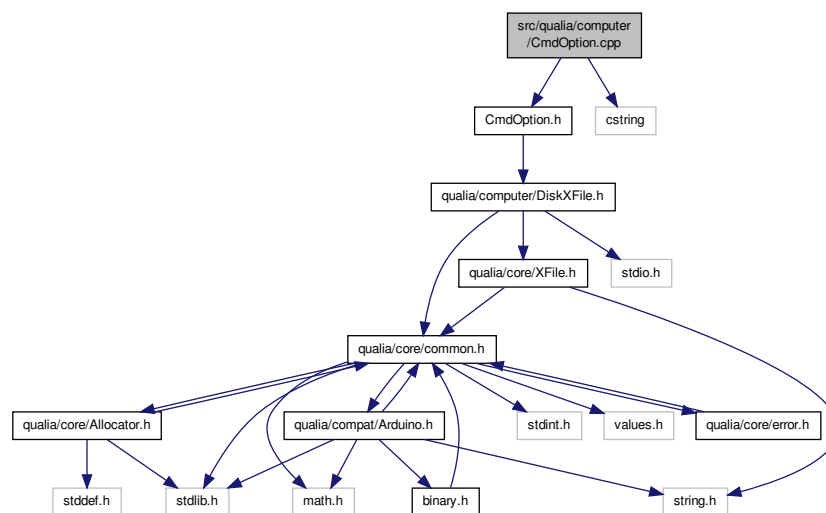 src/qualia/computer
/CmdOption.cpp
CmdOption.h
cstring
qualia/computer/DiskXFile.h
qualia/core/XFile.h
stdio.h
qualia/core/common.h
qualia/core/Allocator.h
qualia/compat/Arduino.h
stdint.h
values.h
qualia/core/error.h
stddef.h
stdlib.h
math.h
binary.h
string.h